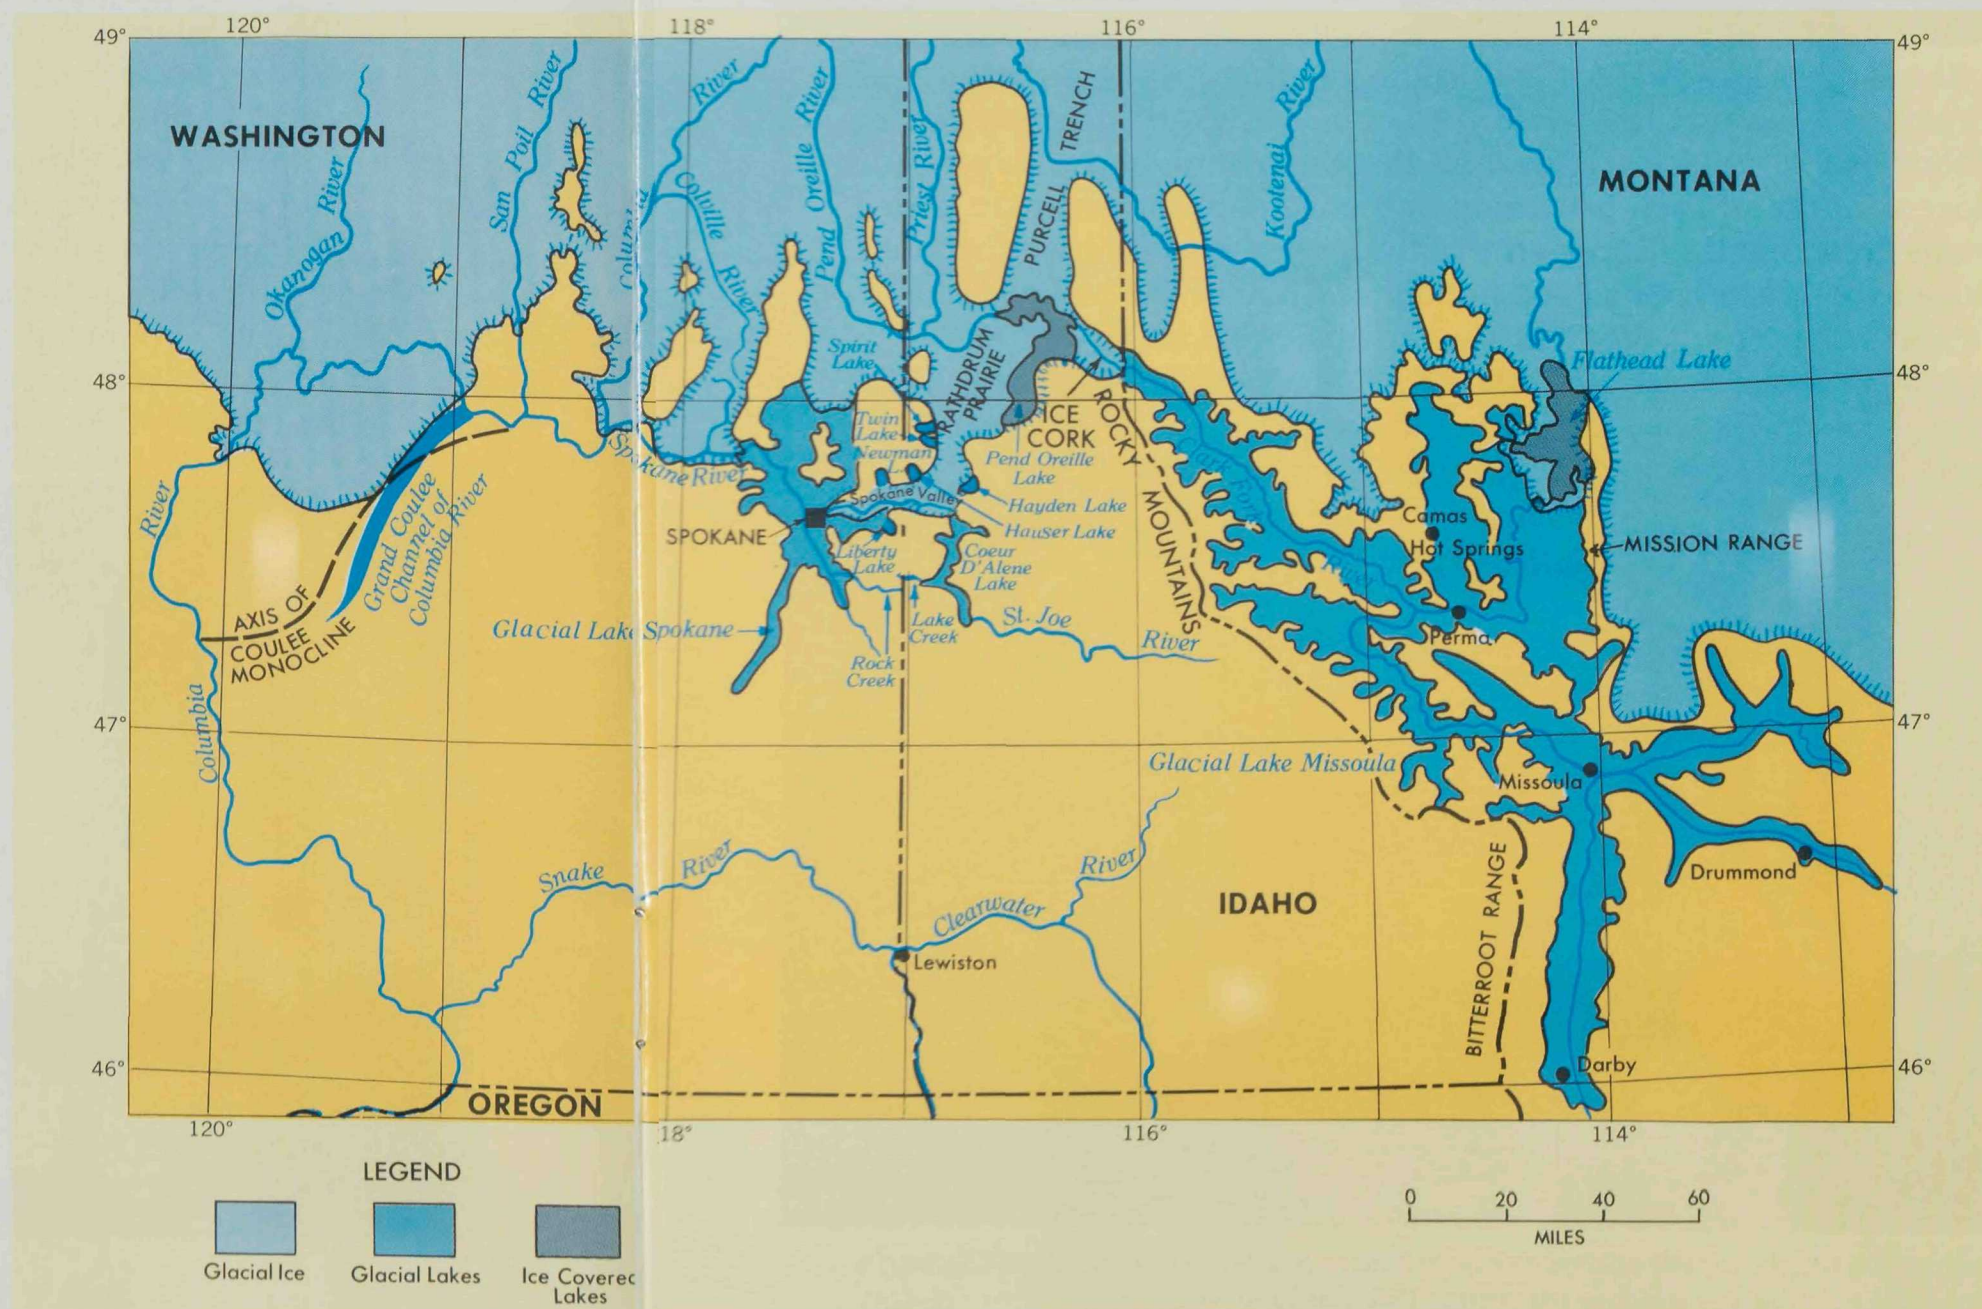 120°
118°
116°
114°
49°
49°
WASHINGTON
MONTANA
Okanogan River
San Poil River
River
Columbia
Colville River
Pend Oreille River
Priest River
PURCELL TRENCH
Kootenai River
48°
48°
Spirit
Lake
RATHDRUM
PRAIRIE
Flathead Lake
Twin
Lake
Newman
L.
ICE
CORK
Pend Oreille
Lake
ROCKY MOUNTAINS
Clark Fork River
Spokane River
Spokane Valley
Hayden Lake
Hauser Lake
SPOKANE
Liberty
Lake
Coeur
D'Alene
Lake
Camas
Hot Springs
MISSION RANGE
River
Grand Coulee
Channel of
Columbia River
AXIS OF
COULEE
MONOCLINE
Glacial Lake Spokane
Lake
Creek
Rock
Creek
St. Joe River
Perma
47°
47°
Columbia
Glacial Lake Missoula
Missoula
Drummond
Snake River
Clearwater River
IDAHO
BITTERROOT RANGE
Lewiston
Darby
46°
46°
OREGON
120°
18°
116°
114°
LEGEND
Glacial Ice
Glacial Lakes
Ice Covered
Lakes
0 20 40 60
MILES